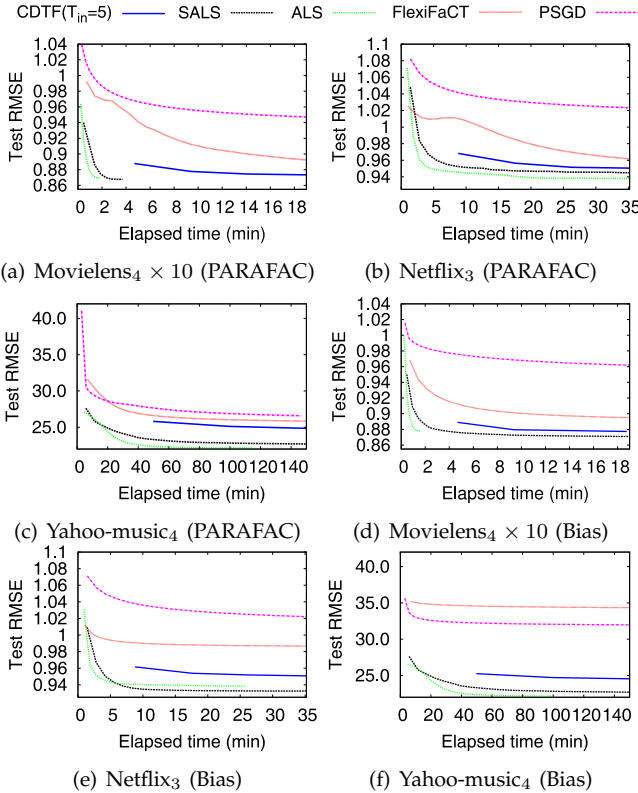 CDTF(T_in=5) SALS ALS FlexiFaCT PSGD
1.04
1.02
1
0.98
0.96
0.94
0.92
0.9
0.88
0.86
Test RMSE
0 2 4 6 8 10 12 14 16 18
Elapsed time (min)
(a) Movielens₄ × 10 (PARAFAC)
1.1
1.08
1.06
1.04
1.02
1
0.98
0.96
0.94
Test RMSE
0 5 10 15 20 25 30 35
Elapsed time (min)
(b) Netflix₃ (PARAFAC)
40.0
35.0
30.0
25.0
Test RMSE
0 20 40 60 80 100 120 140
Elapsed time (min)
(c) Yahoo-music₄ (PARAFAC)
1.04
1.02
1
0.98
0.96
0.94
0.92
0.9
0.88
0.86
Test RMSE
0 2 4 6 8 10 12 14 16 18
Elapsed time (min)
(d) Movielens₄ × 10 (Bias)
1.1
1.08
1.06
1.04
1.02
1
0.98
0.96
0.94
Test RMSE
0 5 10 15 20 25 30 35
Elapsed time (min)
(e) Netflix₃ (Bias)
40.0
35.0
30.0
25.0
Test RMSE
0 20 40 60 80 100 120 140
Elapsed time (min)
(f) Yahoo-music₄ (Bias)